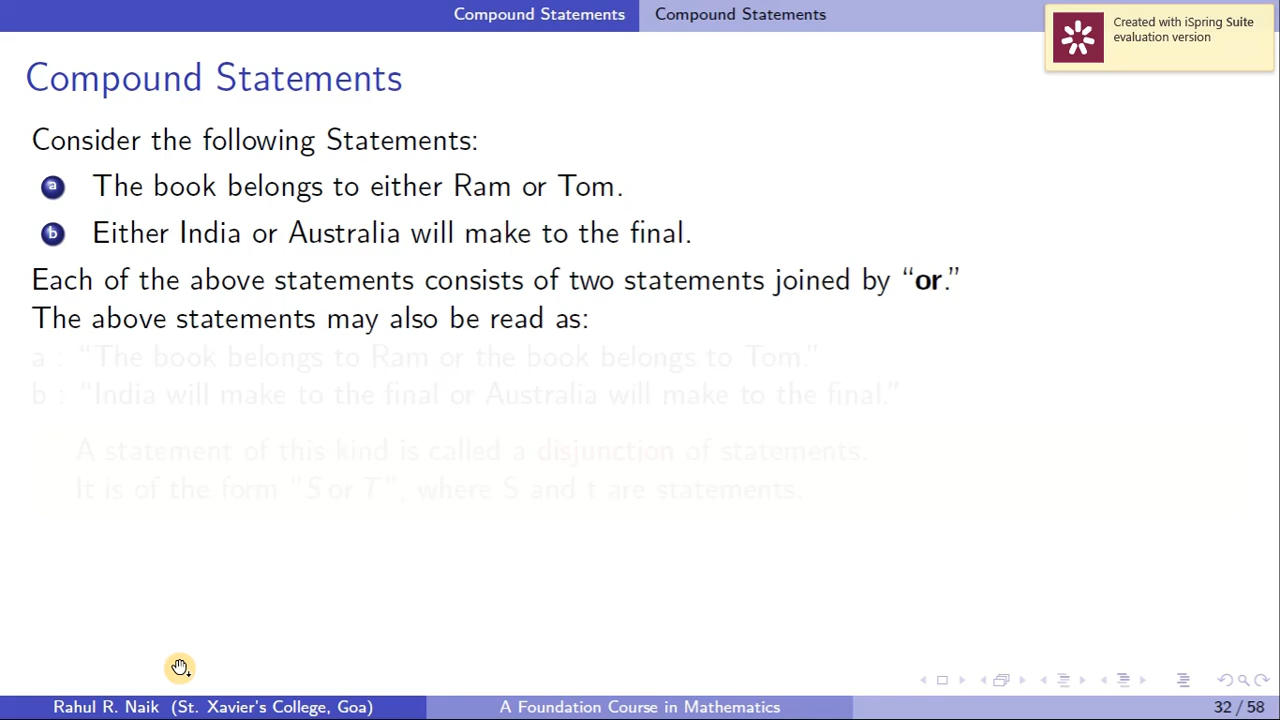 Compound Statements Compound Statements
Created with iSpring Suite
evaluation version
Compound Statements
Consider the following Statements:
a The book belongs to either Ram or Tom.
b Either India or Australia will make to the final.
Each of the above statements consists of two statements joined by “or.”
The above statements may also be read as:
a : “The book belongs to Ram or the book belongs to Tom.”
b : “India will make to the final or Australia will make to the final.”
A statement of this kind is called a disjunction of statements.
It is of the form "S or T", where S and t are statements.
Rahul R. Naik (St. Xavier's College, Goa) A Foundation Course in Mathematics 32 / 58